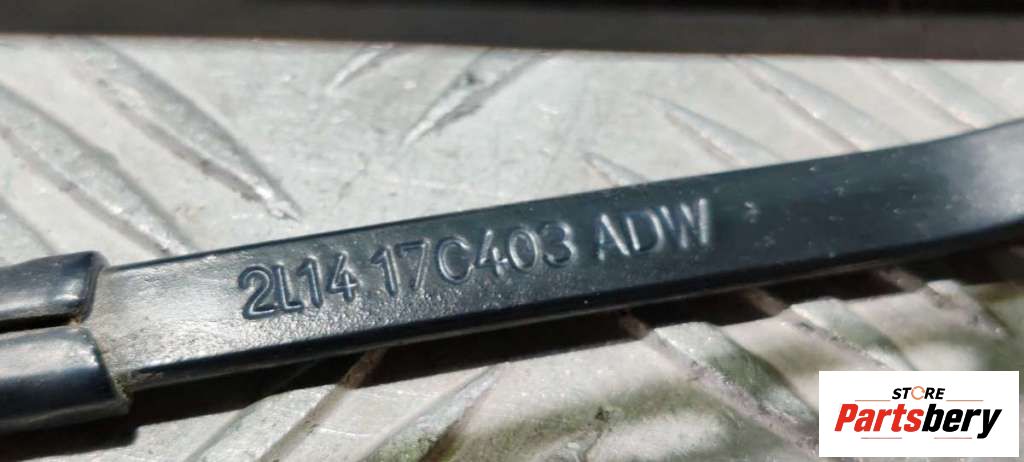 2L14 17C403 ADW
STORE
Partsbery